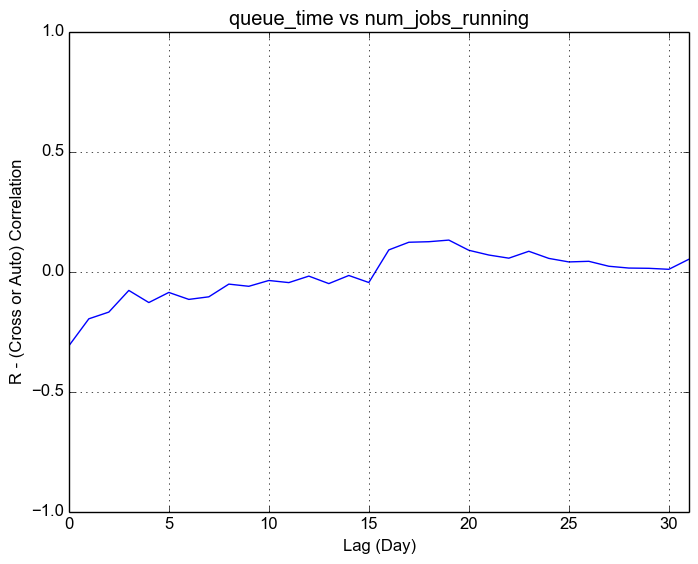 queue_time vs num_jobs_running
1.0
0.5
0.0
−0.5
−1.0
R - (Cross or Auto) Correlation
0 5 10 15 20 25 30
Lag (Day)